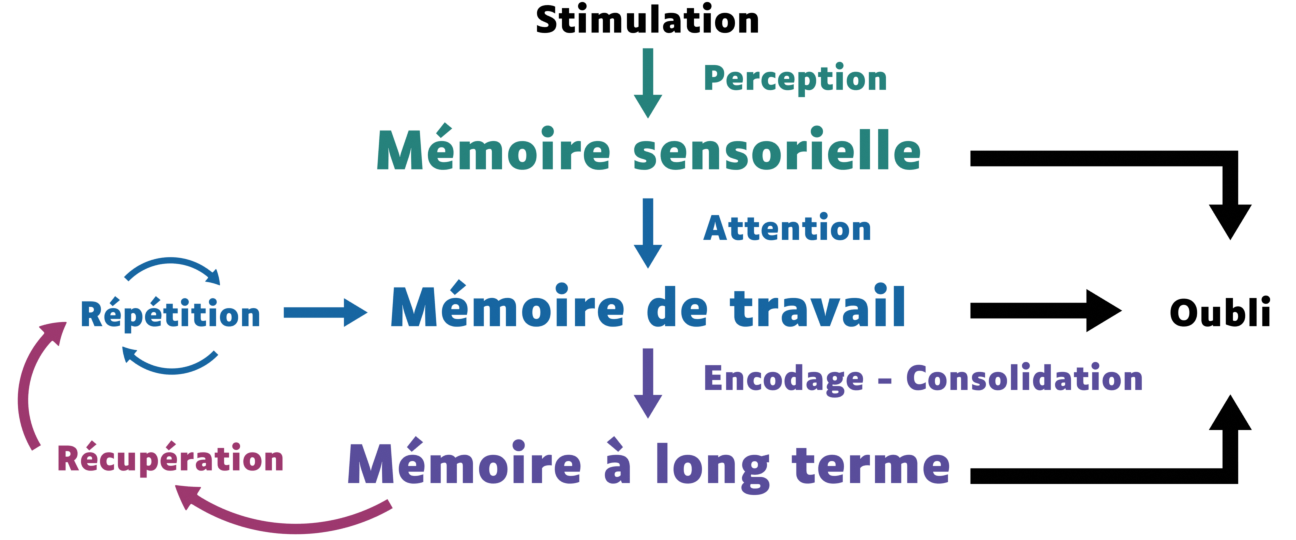 Stimulation
Perception
Mémoire sensorielle
Attention
Répétition
Mémoire de travail
Oubli
Encodage - Consolidation
Récupération
Mémoire à long terme